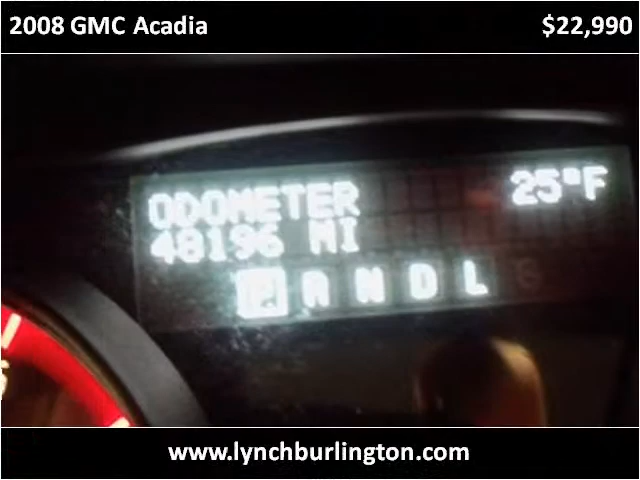 2008 GMC Acadia $22,990
ODOMETER 25°F
48196 MI
P R N D L
www.lynchburlington.com